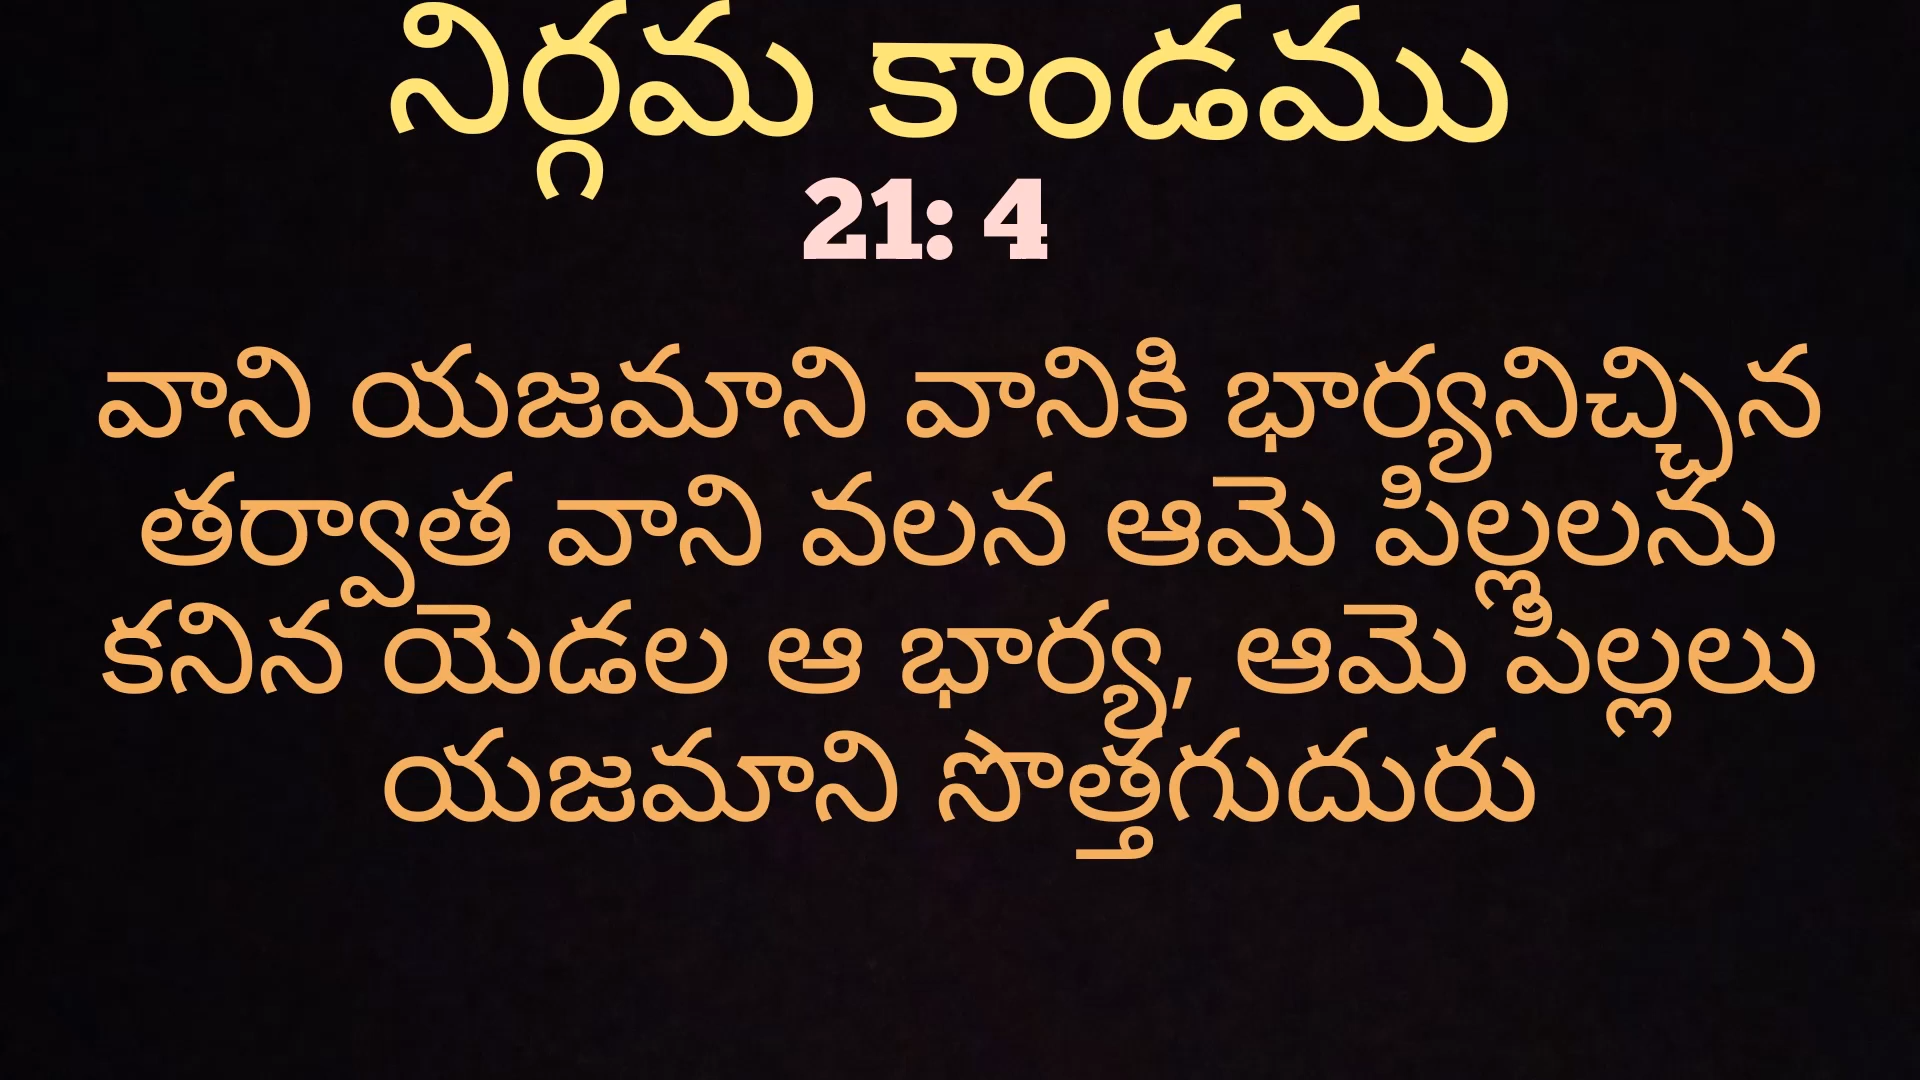 నిర్గమ కాండము
21: 4
వాని యజమాని వానికి భార్యనిచ్చిన
తర్వాత వాని వలన ఆమె పిల్లలను
కనిన యెడల ఆ భార్య, ఆమె పిల్లలు
యజమాని సొత్తగుదురు